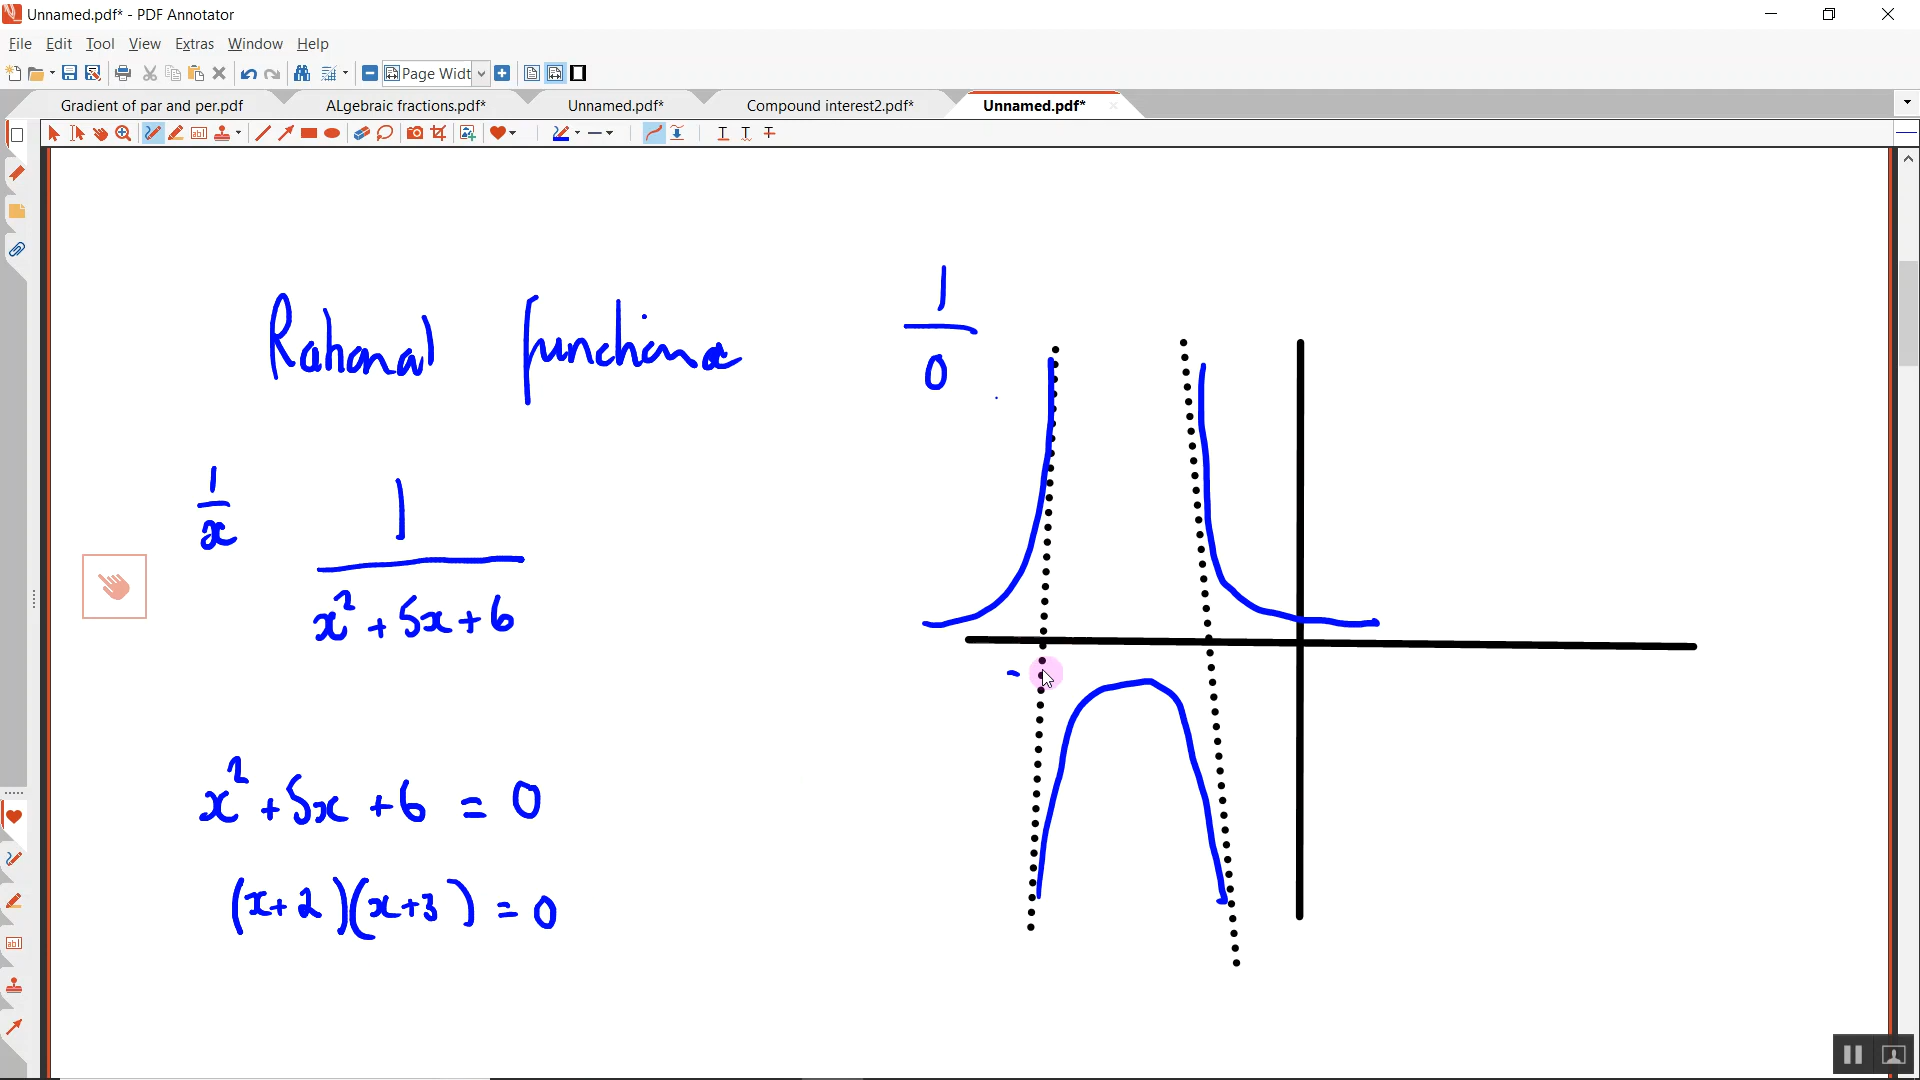 Unnamed.pdf* - PDF Annotator
File Edit Tool View Extras Window Help
Page Widt
Gradient of par and per.pdf ALgebraic fractions.pdf* Unnamed.pdf* Compound interest2.pdf* Unnamed.pdf*
Rational functions
1
0
1
x
1
x² + 5x + 6
x² + 5x + 6 = 0
(x + 2)(x + 3) = 0
-